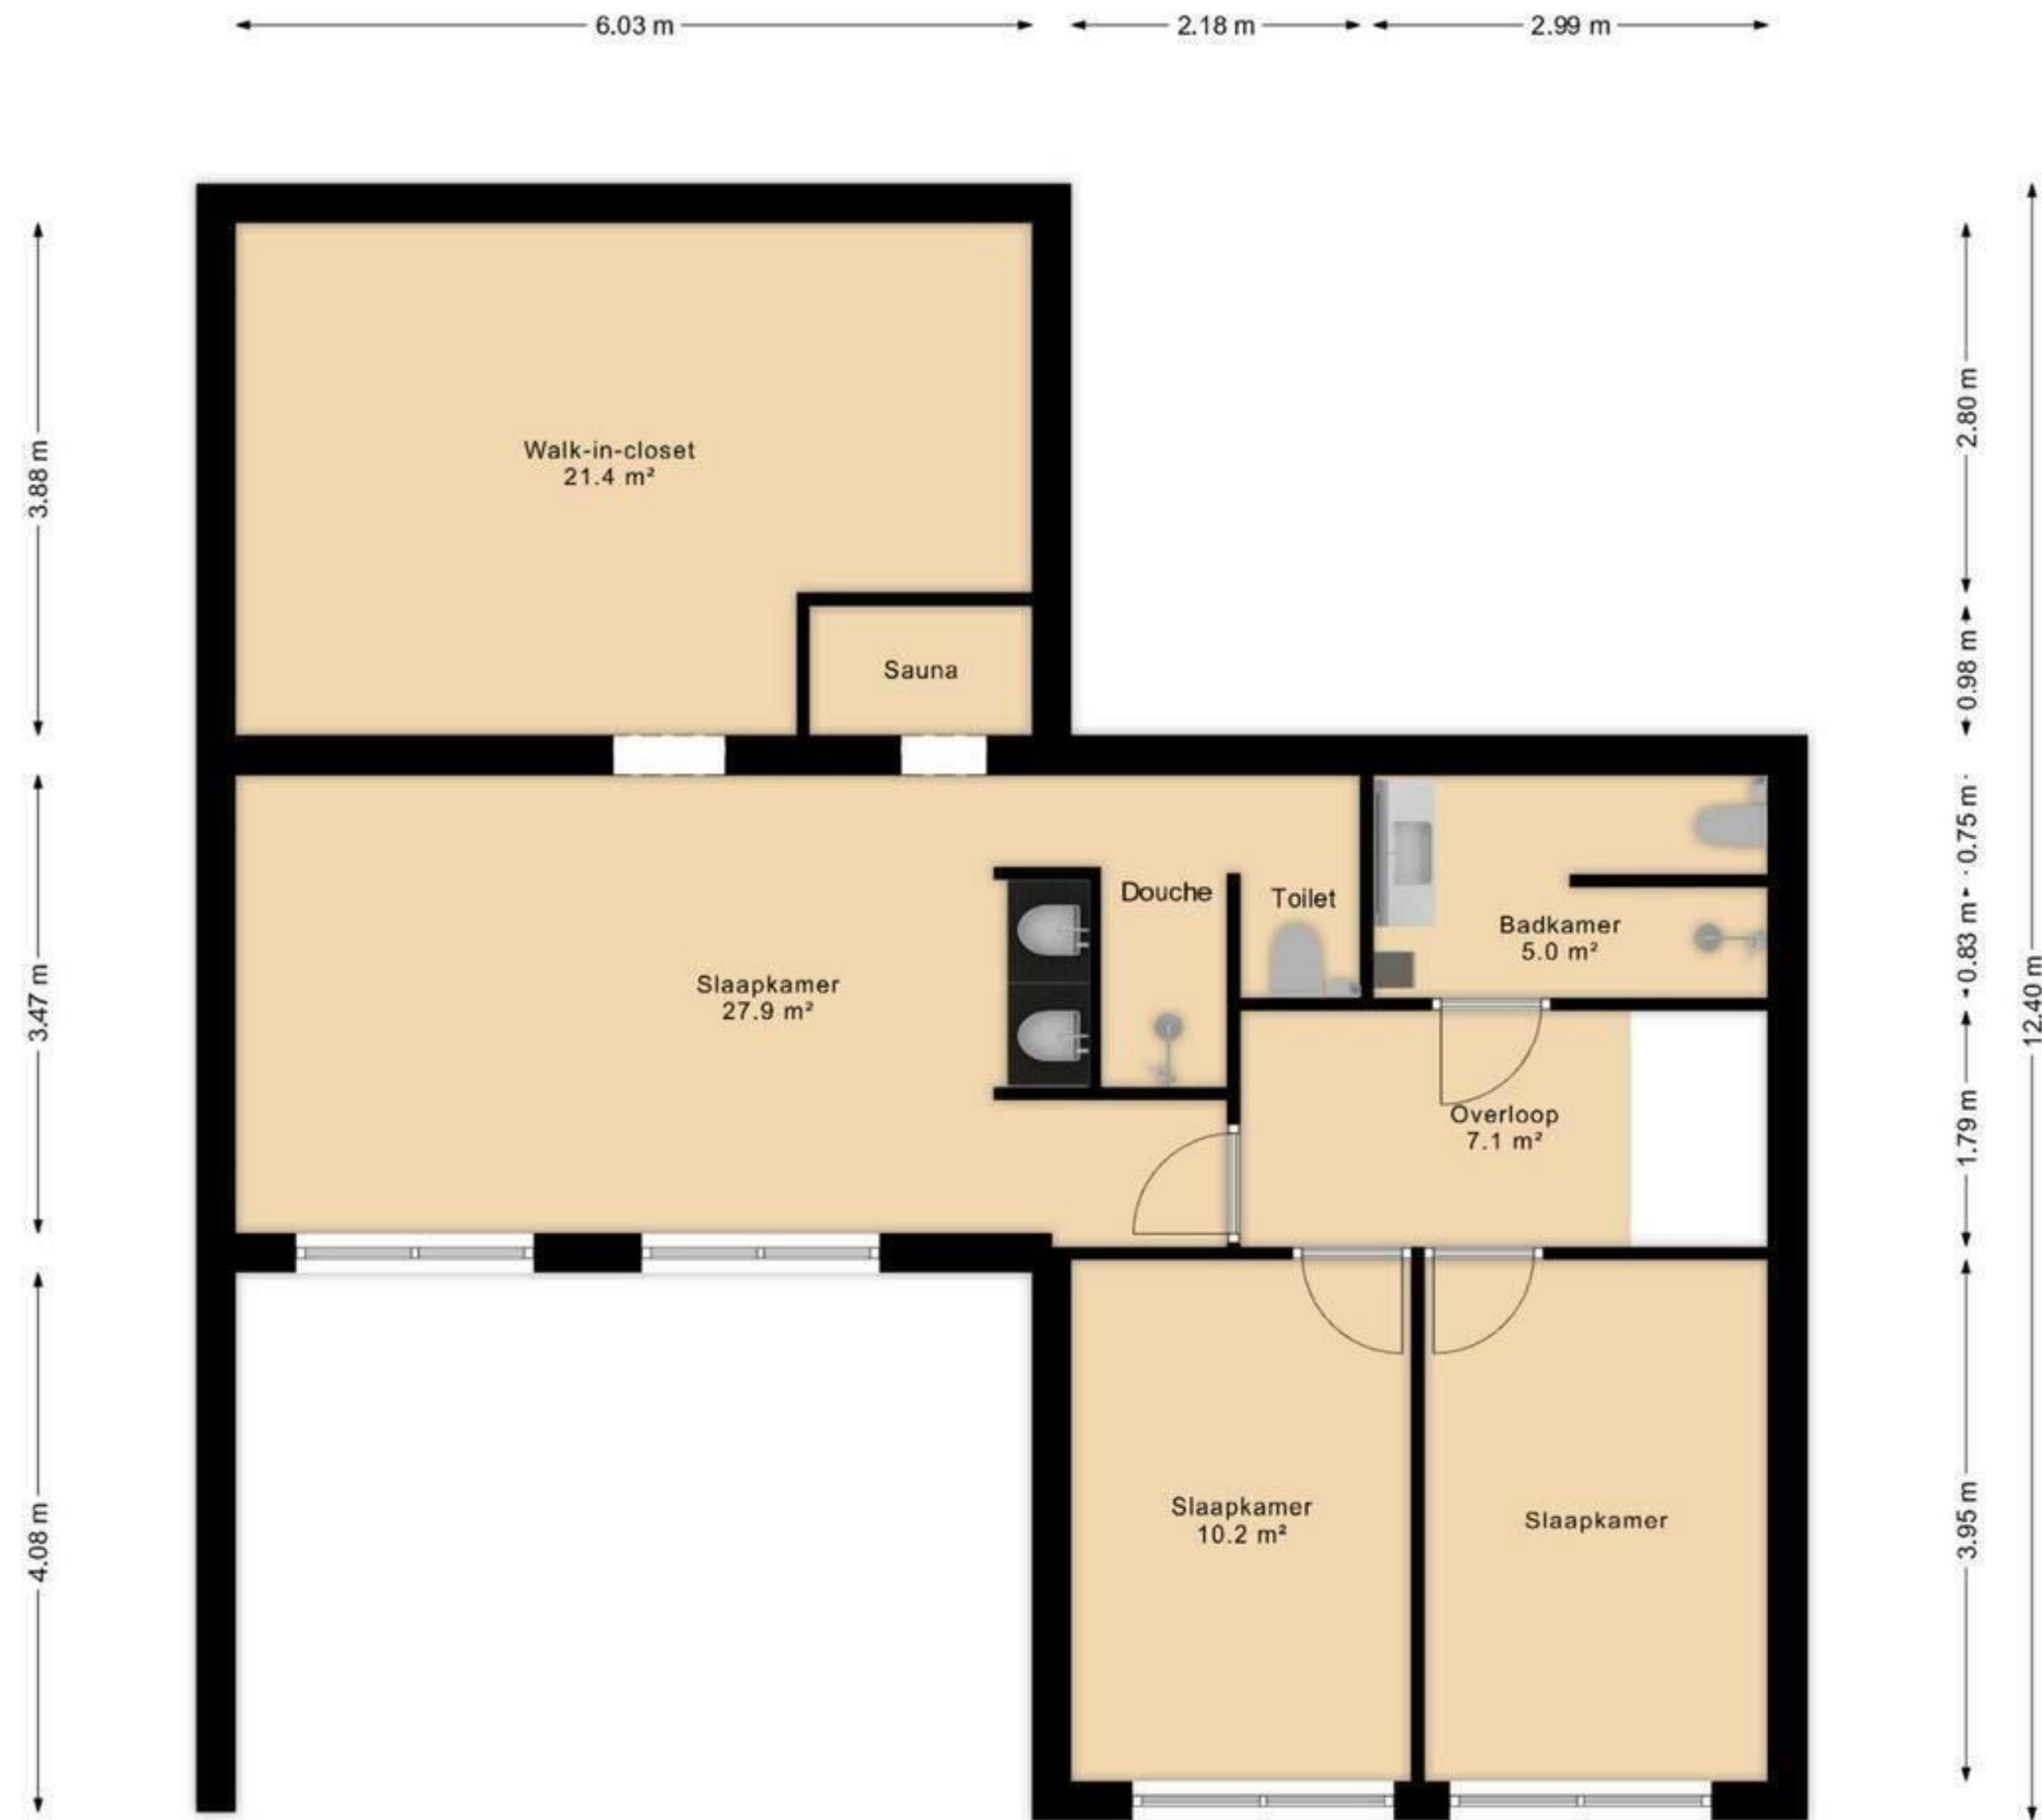 6.03 m
2.18 m
2.99 m
3.88 m
3.47 m
4.08 m
2.80 m
0.98 m
0.75 m
0.83 m
1.79 m
3.95 m
12.40 m
Walk-in-closet
21.4 m²
Sauna
Douche
Toilet
Badkamer
5.0 m²
Slaapkamer
27.9 m²
Overloop
7.1 m²
Slaapkamer
10.2 m²
Slaapkamer